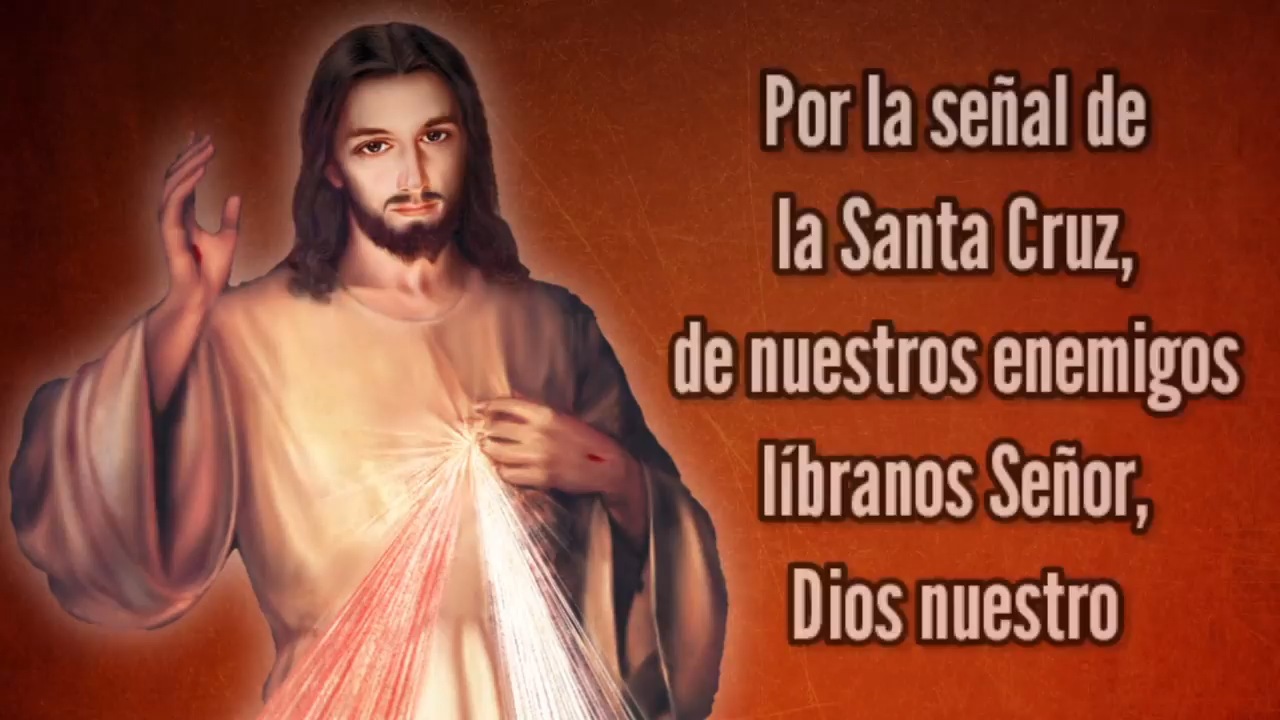 Por la señal de
la Santa Cruz,
de nuestros enemigos
líbranos Señor,
Dios nuestro